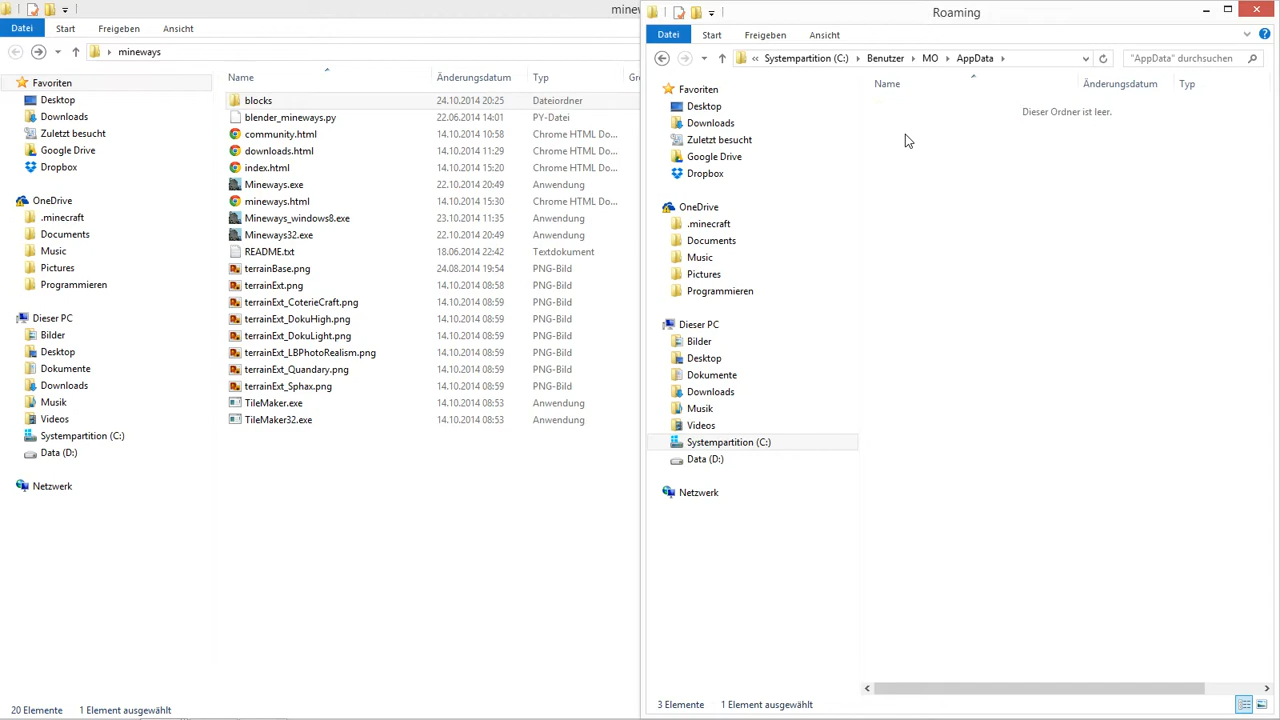 minew
Datei Start Freigeben Ansicht
mineways
Favoriten
Desktop
Downloads
Zuletzt besucht
Google Drive
Dropbox
OneDrive
.minecraft
Documents
Music
Pictures
Programmieren
Dieser PC
Bilder
Desktop
Dokumente
Downloads
Musik
Videos
Systempartition (C:)
Data (D:)
Netzwerk
Name Änderungsdatum Typ Gr
blocks 24.10.2014 20:25 Dateiordner
blender_mineways.py 22.06.2014 14:01 PY-Datei
community.html 14.10.2014 10:58 Chrome HTML Do...
downloads.html 14.10.2014 11:29 Chrome HTML Do...
index.html 14.10.2014 15:20 Chrome HTML Do...
Mineways.exe 22.10.2014 20:49 Anwendung
mineways.html 14.10.2014 15:30 Chrome HTML Do...
Mineways_windows8.exe 23.10.2014 11:35 Anwendung
Mineways32.exe 22.10.2014 20:49 Anwendung
README.txt 18.06.2014 22:42 Textdokument
terrainBase.png 24.08.2014 19:54 PNG-Bild
terrainExt.png 14.10.2014 08:58 PNG-Bild
terrainExt_CoterieCraft.png 14.10.2014 08:59 PNG-Bild
terrainExt_DokuHigh.png 14.10.2014 08:59 PNG-Bild
terrainExt_DokuLight.png 14.10.2014 08:59 PNG-Bild
terrainExt_LBPhotoRealism.png 14.10.2014 08:59 PNG-Bild
terrainExt_Quandary.png 14.10.2014 08:59 PNG-Bild
terrainExt_Sphax.png 14.10.2014 08:59 PNG-Bild
TileMaker.exe 14.10.2014 08:53 Anwendung
TileMaker32.exe 14.10.2014 08:53 Anwendung
20 Elemente 1 Element ausgewählt
Roaming
Datei Start Freigeben Ansicht
« Systempartition (C:) Benutzer MO AppData "AppData" durchsuchen
Favoriten
Desktop
Downloads
Zuletzt besucht
Google Drive
Dropbox
OneDrive
.minecraft
Documents
Music
Pictures
Programmieren
Dieser PC
Bilder
Desktop
Dokumente
Downloads
Musik
Videos
Systempartition (C:)
Data (D:)
Netzwerk
Name Änderungsdatum Typ
Dieser Ordner ist leer.
3 Elemente 1 Element ausgewählt